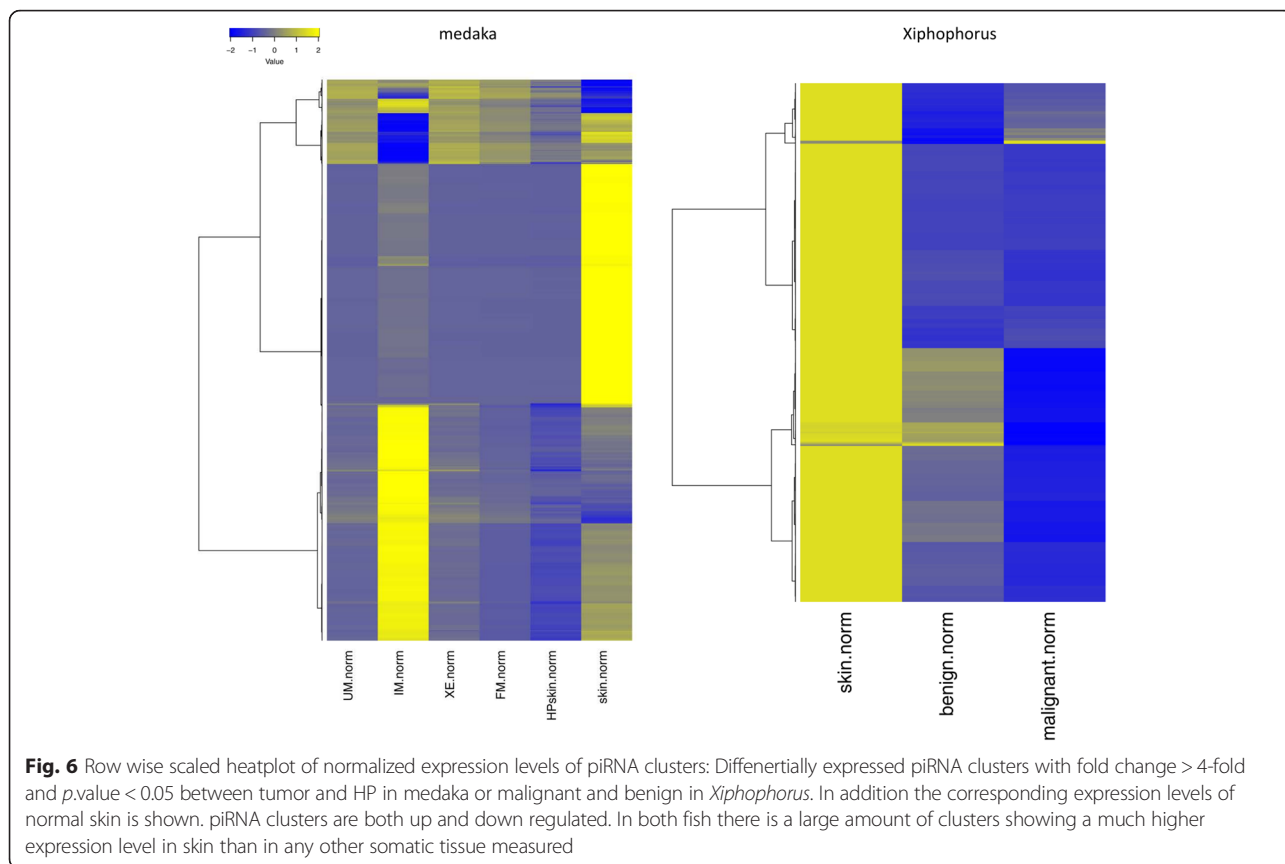 medaka
Xiphophorus
−2 −1 0 1 2
Value
UM.norm
IM.norm
XE.norm
FM.norm
HPskin.norm
skin.norm
skin.norm
benign.norm
malignant.norm
Fig. 6 Row wise scaled heatplot of normalized expression levels of piRNA clusters: Diffenertially expressed piRNA clusters with fold change > 4-fold
and p.value < 0.05 between tumor and HP in medaka or malignant and benign in Xiphophorus. In addition the corresponding expression levels of
normal skin is shown. piRNA clusters are both up and down regulated. In both fish there is a large amount of clusters showing a much higher
expression level in skin than in any other somatic tissue measured